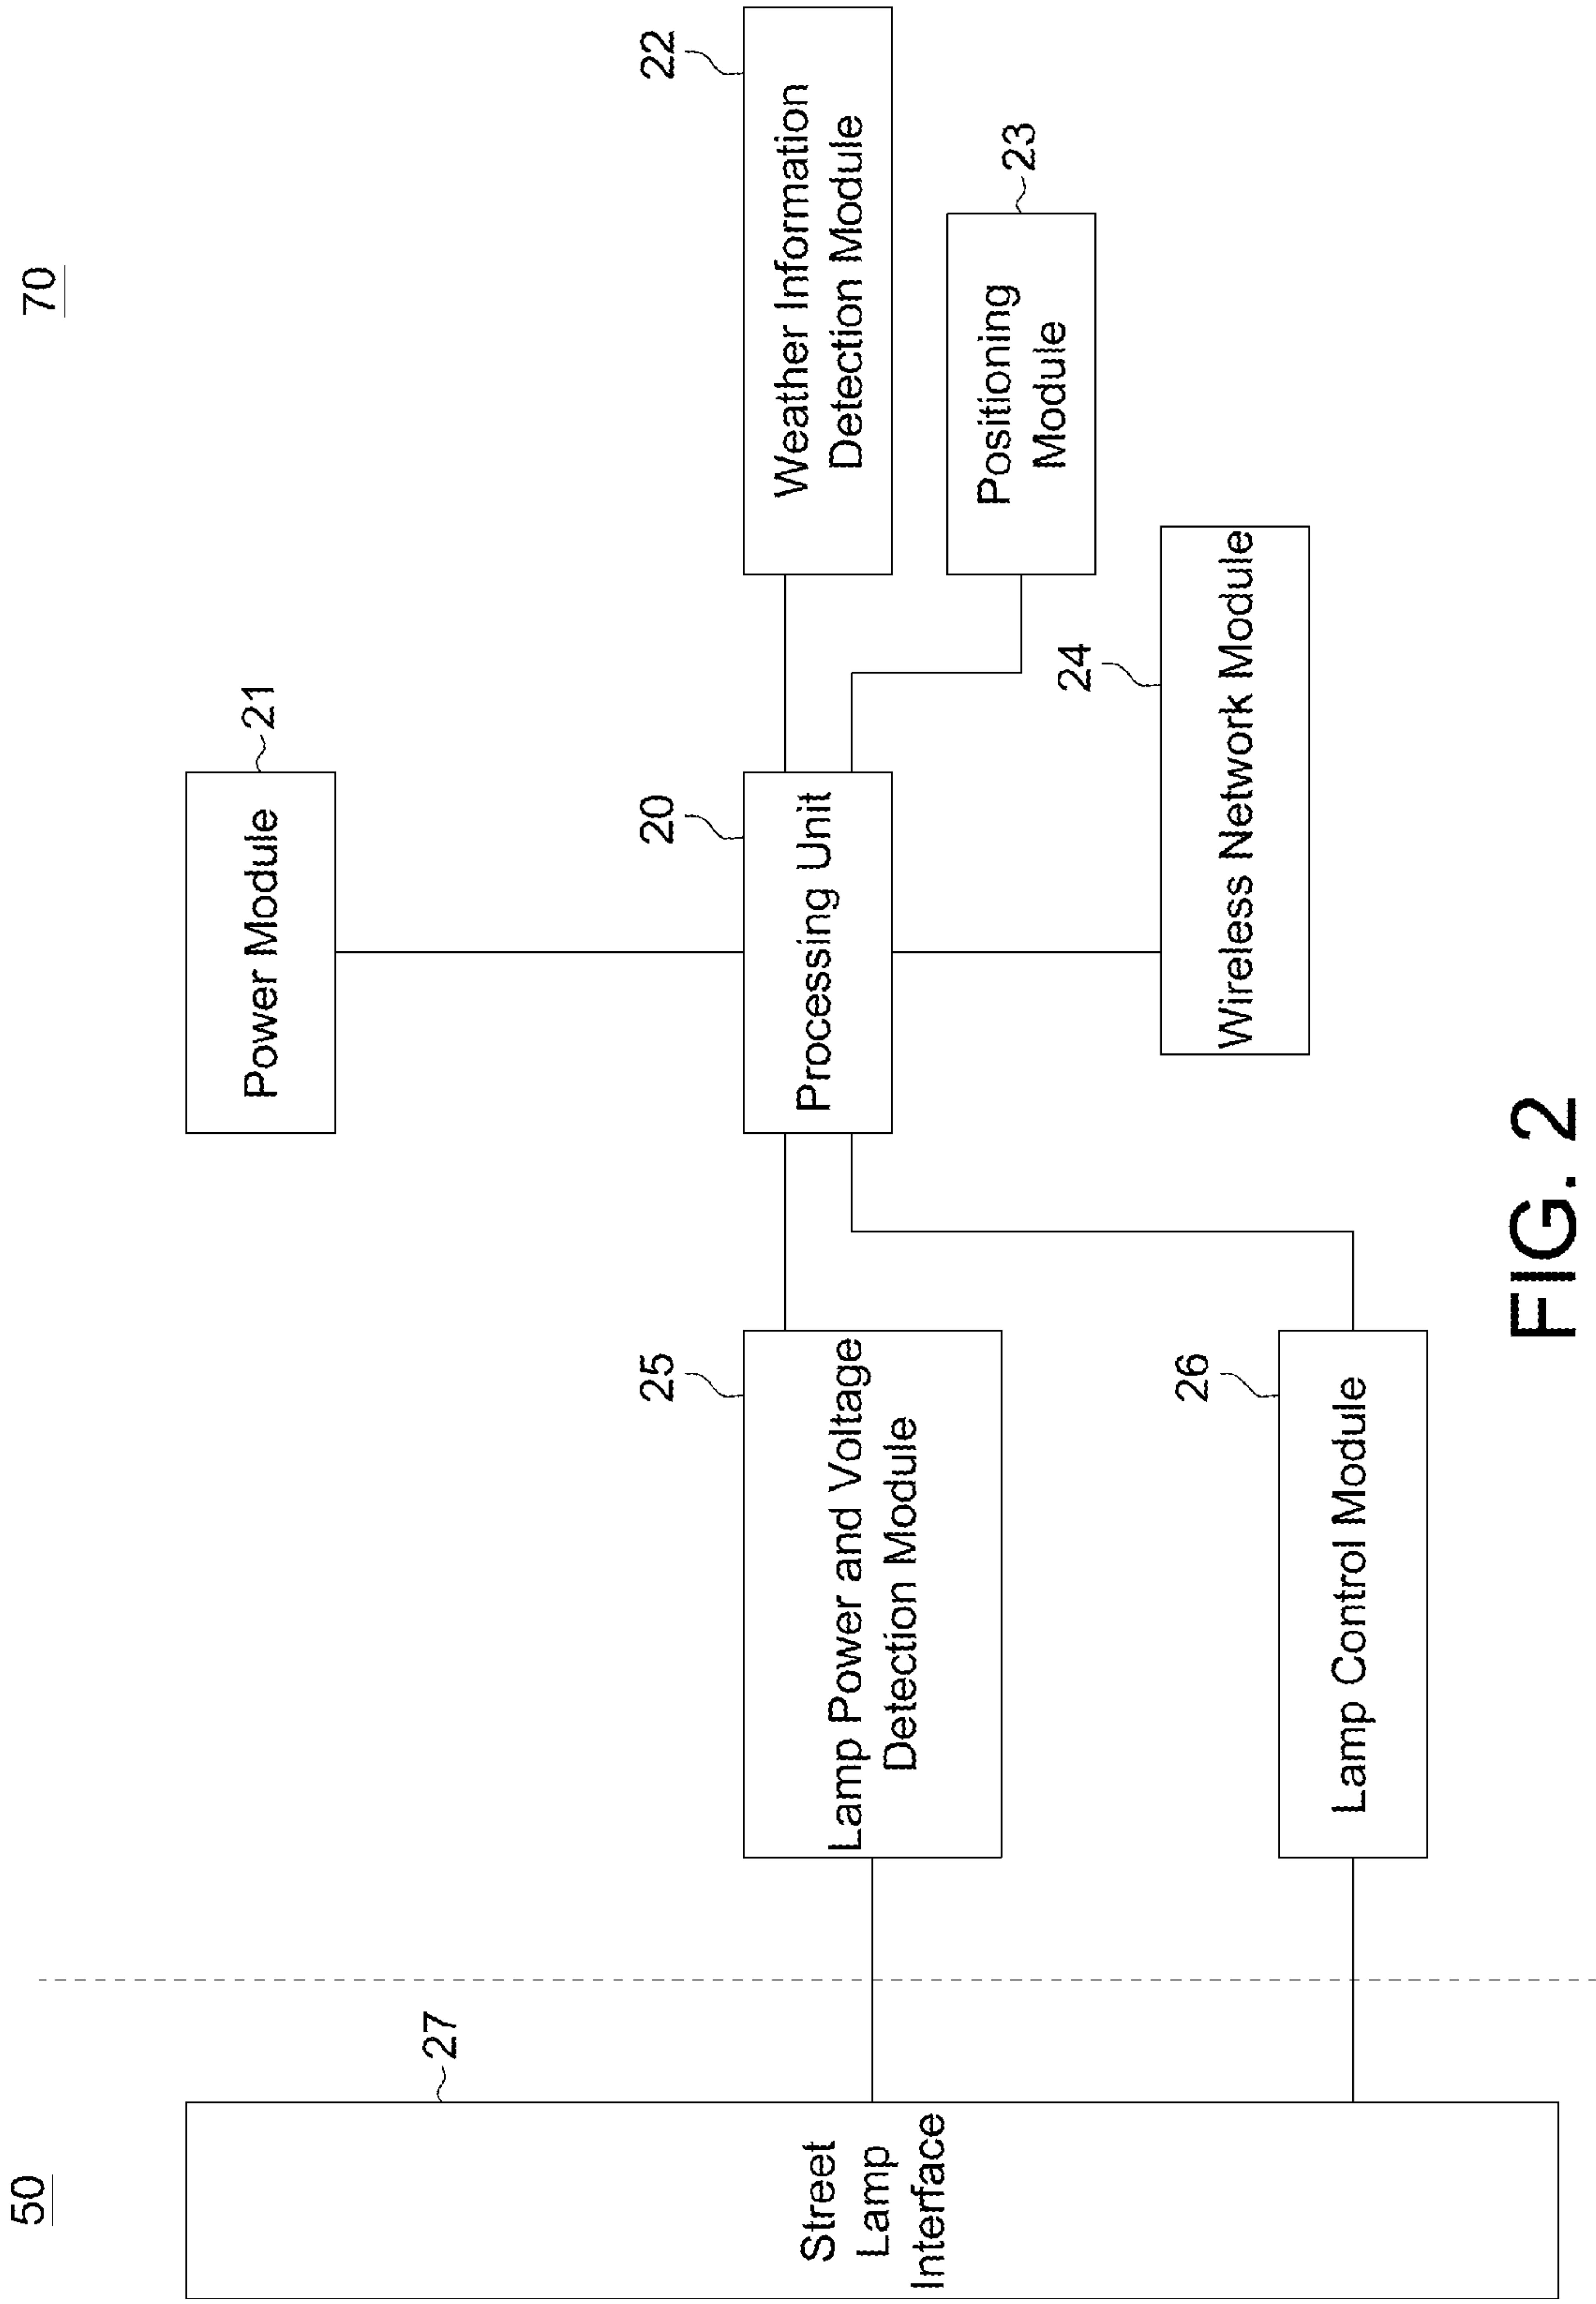 50
70
27
Street
Lamp
Interface
Power Module
21
25
Lamp Power and Voltage
Detection Module
20
Processing Unit
22
Weather Information
Detection Module
23
Positioning
Module
24
Wireless Network Module
26
Lamp Control Module
FIG. 2